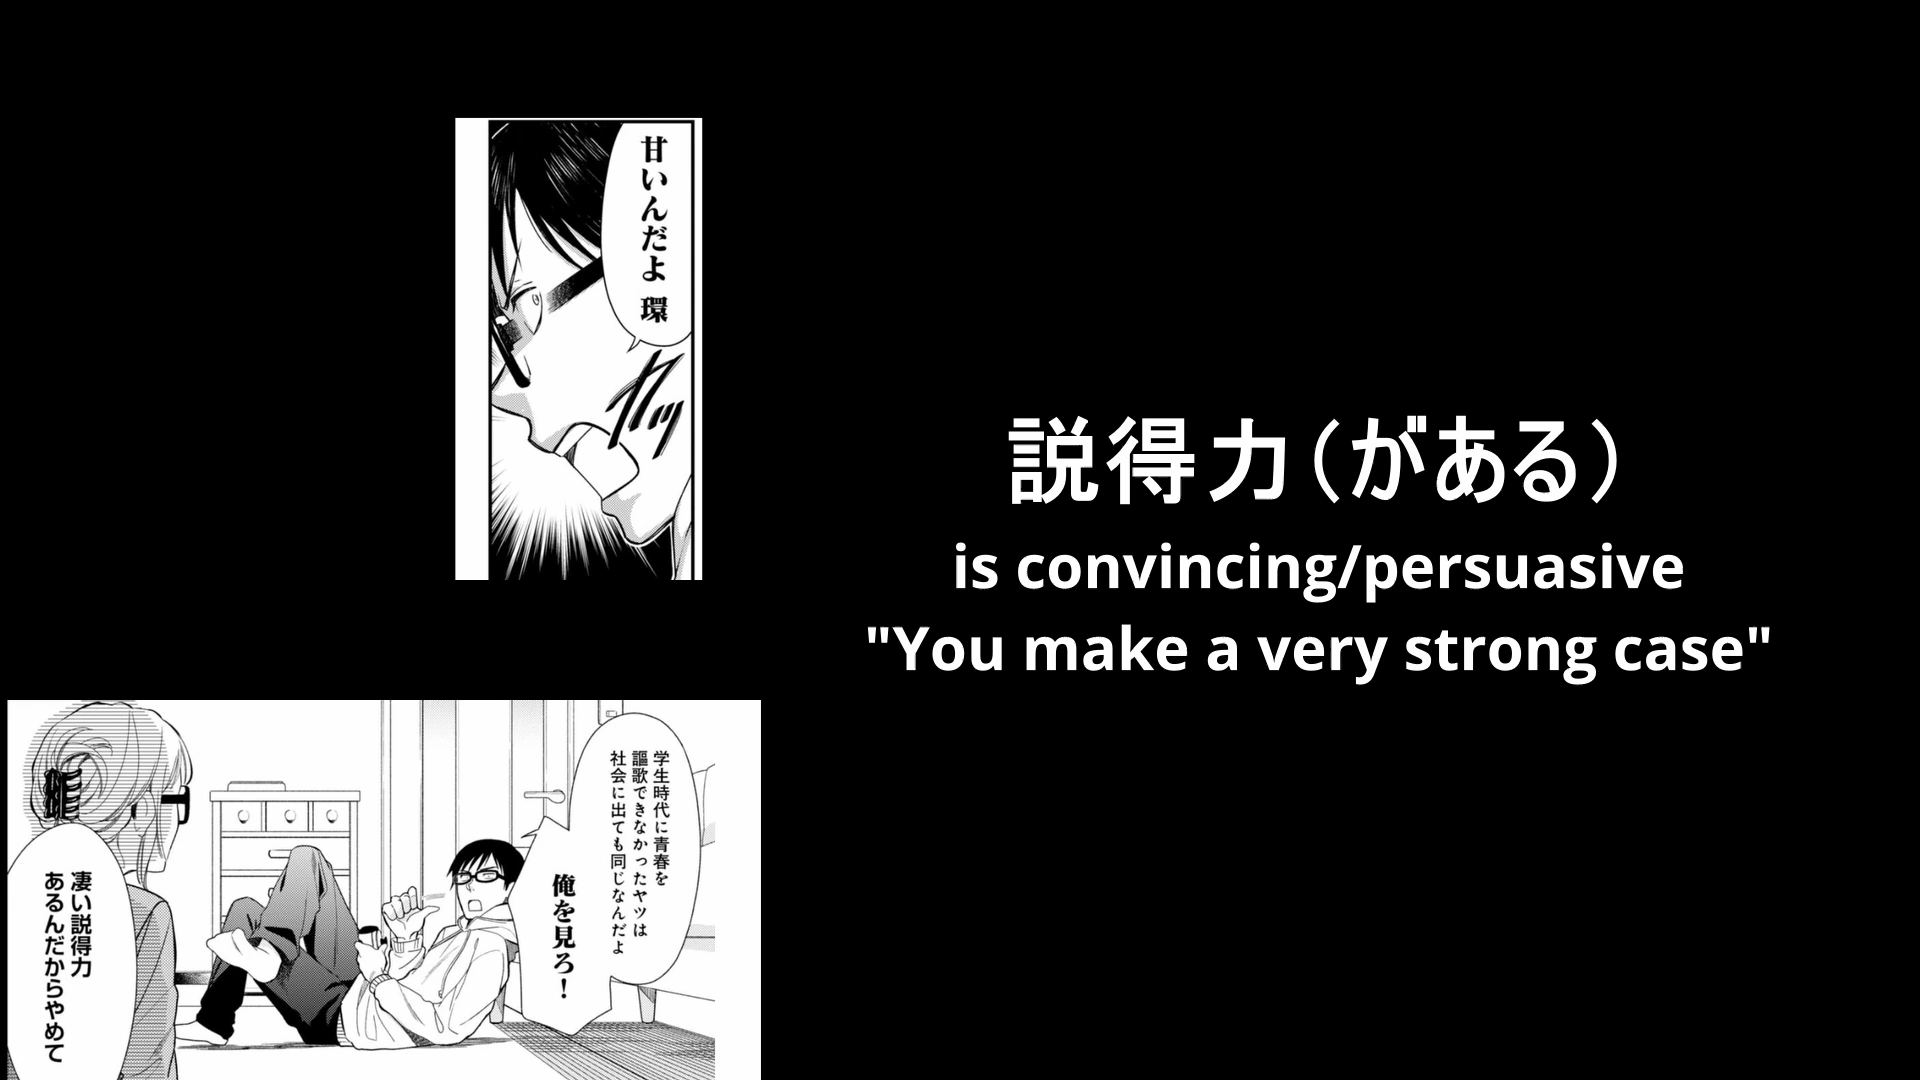 甘いんだよ 環
カッ
学生時代に青春を
謳歌できなかったヤツは
社会に出ても同じなんだよ
俺を見ろ！
凄い説得力
あるんだからやめて
説得力（がある）
is convincing/persuasive
"You make a very strong case"